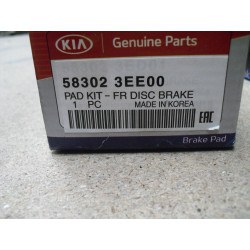 KIA Genuine Parts
58302 3EE00
PAD KIT - FR DISC BRAKE
1 PC MADE IN KOREA
EAC
Brake Pad